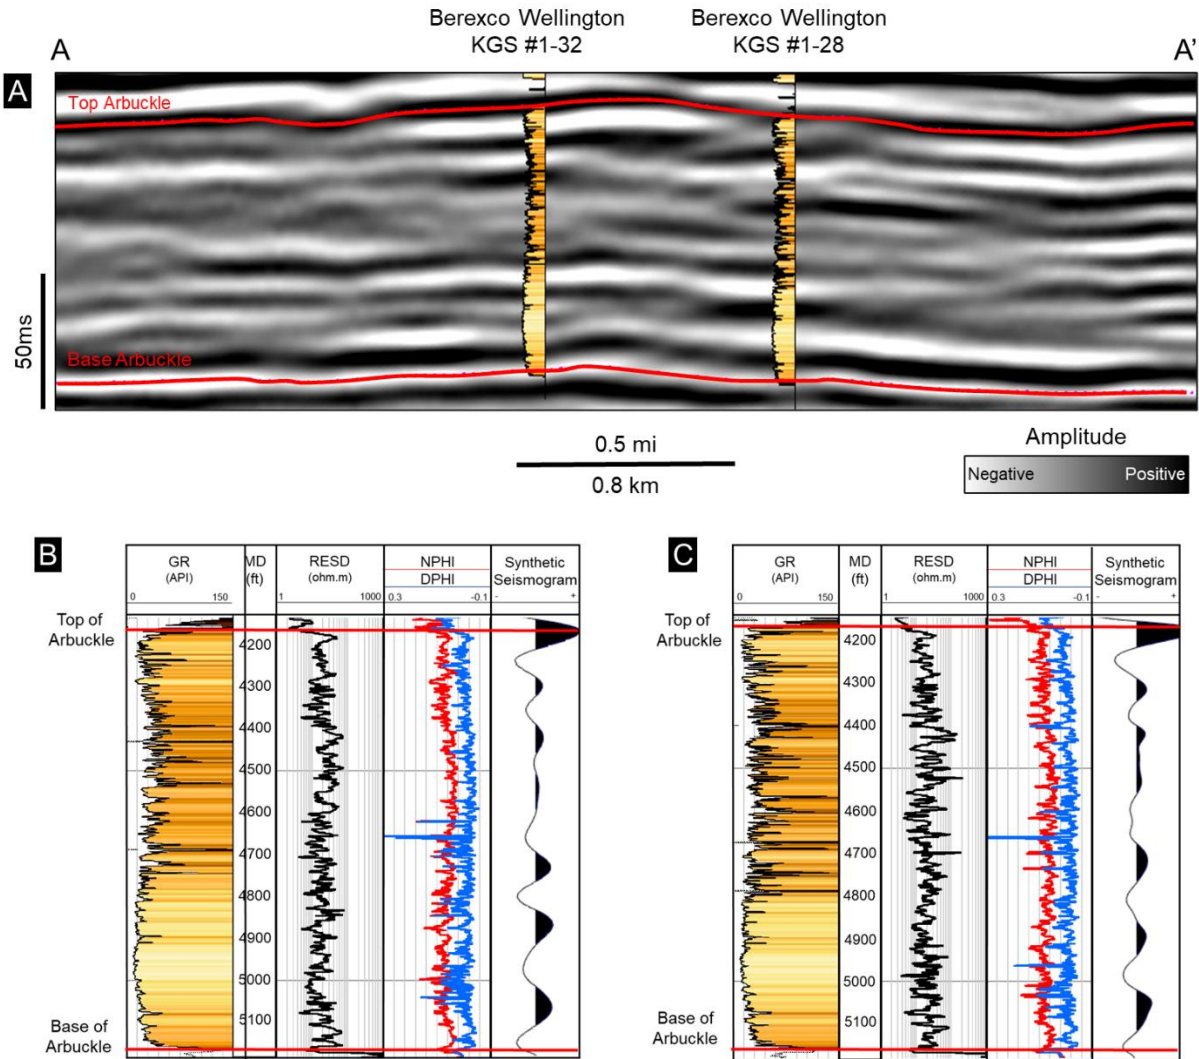 Berexco Wellington
KGS #1-32
Berexco Wellington
KGS #1-28
A
A'
A
Top Arbuckle
Base Arbuckle
50ms
0.5 mi
0.8 km
Amplitude
Negative
Positive
B
GR
(API)
0 150
MD
(ft)
RESD
(ohm.m)
1 1000
NPHI
DPHI
0.3 -0.1
Synthetic
Seismogram
- +
Top of
Arbuckle
4200
4300
4400
4500
4600
4700
4800
4900
5000
5100
Base of
Arbuckle
C
GR
(API)
0 150
MD
(ft)
RESD
(ohm.m)
1 1000
NPHI
DPHI
0.3 -0.1
Synthetic
Seismogram
- +
Top of
Arbuckle
4200
4300
4400
4500
4600
4700
4800
4900
5000
5100
Base of
Arbuckle